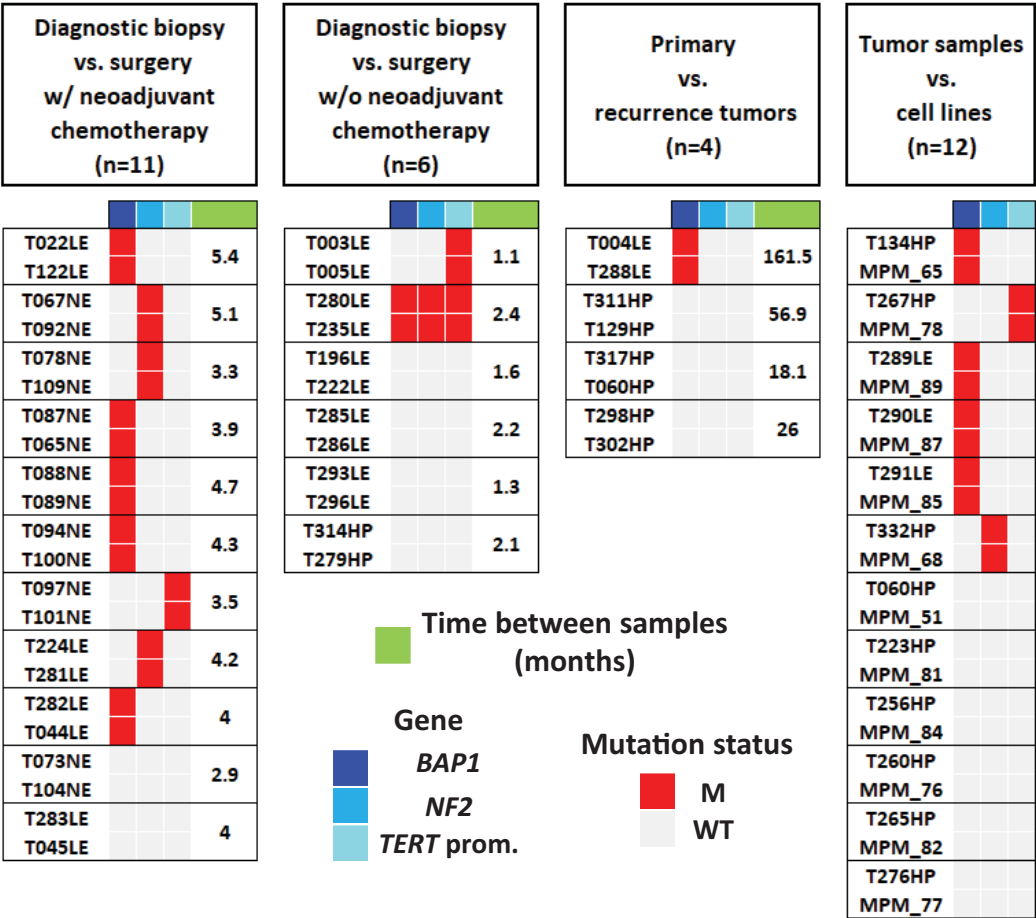 Diagnostic biopsy
vs. surgery
w/ neoadjuvant
chemotherapy
(n=11)
T022LE
T122LE
5.4
T067NE
T092NE
5.1
T078NE
T109NE
3.3
T087NE
T065NE
3.9
T088NE
T089NE
4.7
T094NE
T100NE
4.3
T097NE
T101NE
3.5
T224LE
T281LE
4.2
T282LE
T044LE
4
T073NE
T104NE
2.9
T283LE
T045LE
4
Diagnostic biopsy
vs. surgery
w/o neoadjuvant
chemotherapy
(n=6)
T003LE
T005LE
1.1
T280LE
T235LE
2.4
T196LE
T222LE
1.6
T285LE
T286LE
2.2
T293LE
T296LE
1.3
T314HP
T279HP
2.1
Primary
vs.
recurrence tumors
(n=4)
T004LE
T288LE
161.5
T311HP
T129HP
56.9
T317HP
T060HP
18.1
T298HP
T302HP
26
Tumor samples
vs.
cell lines
(n=12)
T134HP
MPM_65
T267HP
MPM_78
T289LE
MPM_89
T290LE
MPM_87
T291LE
MPM_85
T332HP
MPM_68
T060HP
MPM_51
T223HP
MPM_81
T256HP
MPM_84
T260HP
MPM_76
T265HP
MPM_82
T276HP
MPM_77
Time between samples
(months)
Gene
BAP1
NF2
TERT prom.
Mutation status
M
WT